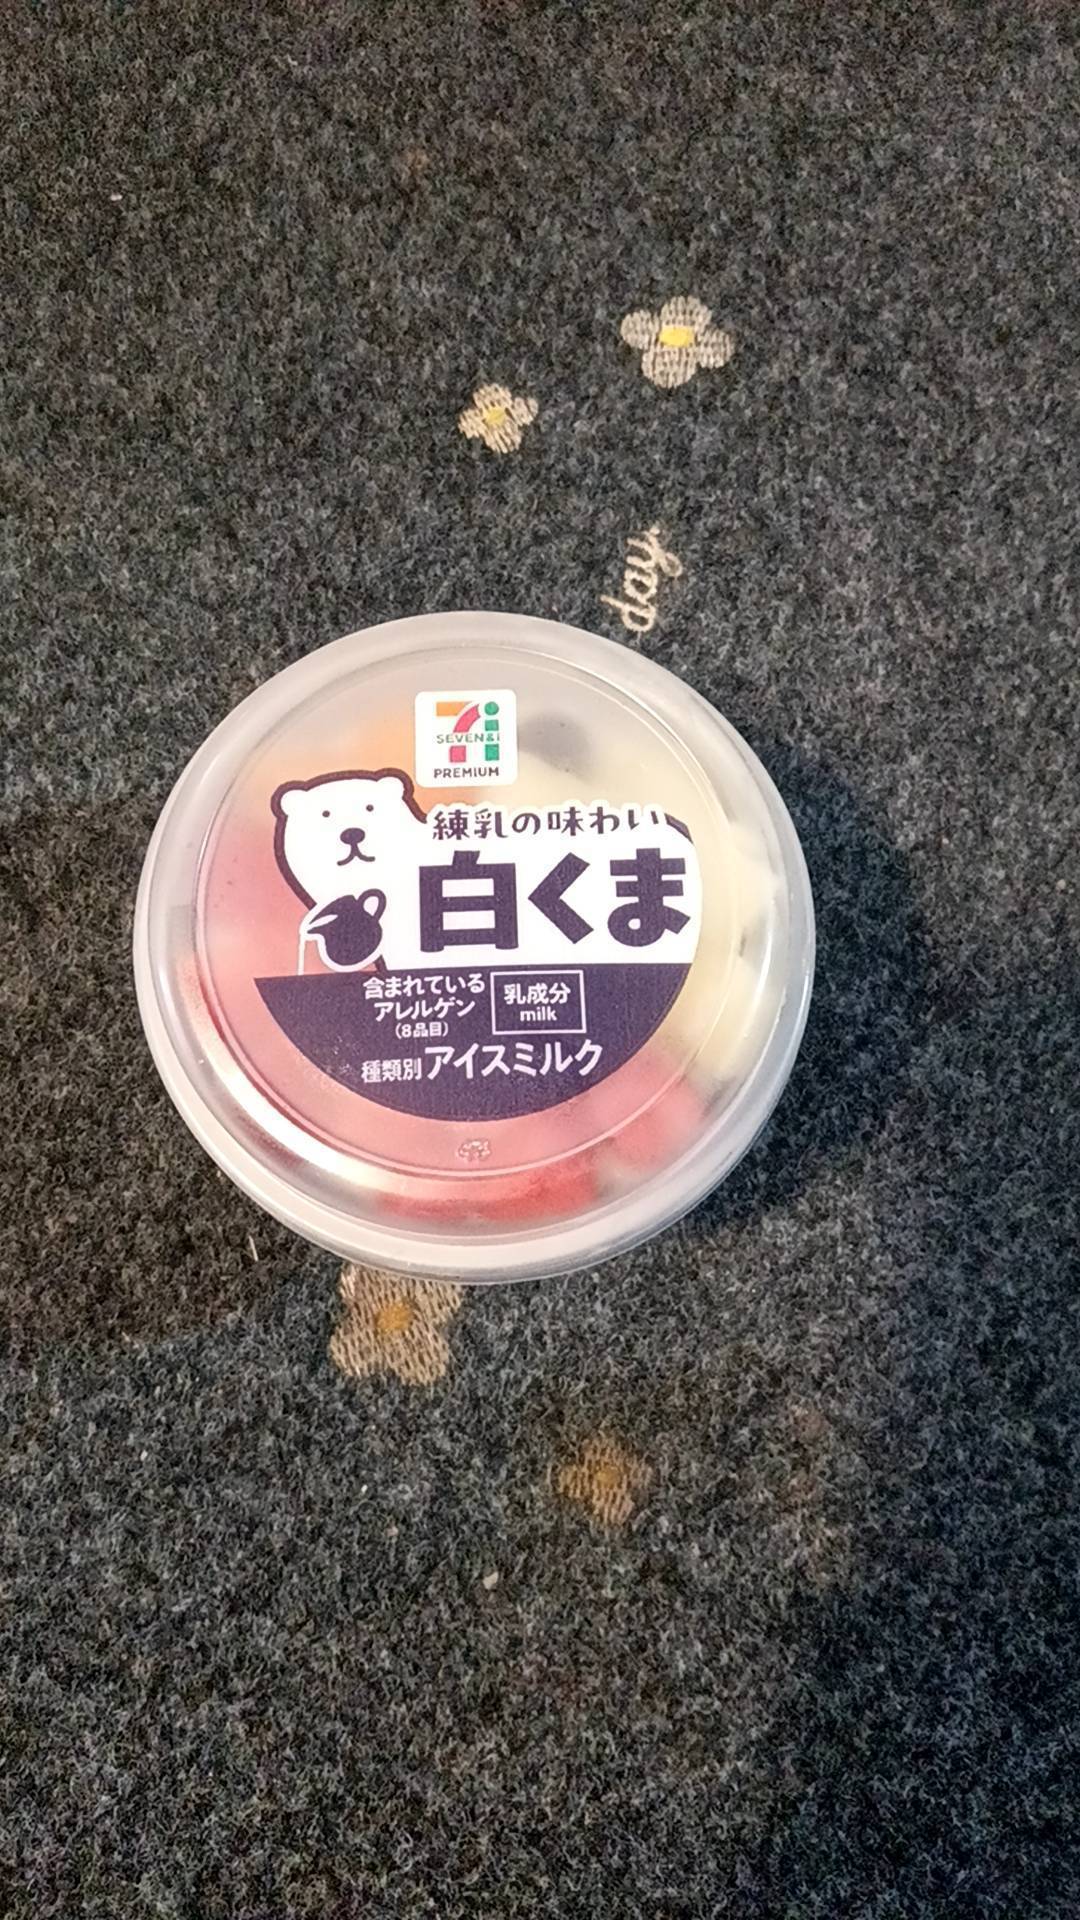 day
SEVEN&i
PREMIUM
練乳の味わい
白くま
含まれている
アレルゲン
(8品目)
乳成分
milk
種類別 アイスミルク